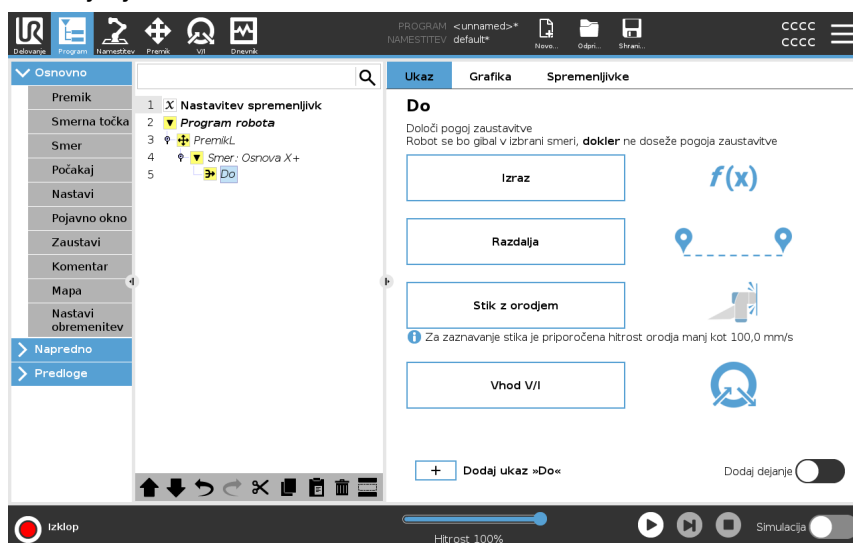 PROGRAM <unnamed>*
NAMESTITEV default*
Delovanje Program Namestitev Premik V/I Dnevnik
Novo... Odpri... Shrani...
cccc
cccc
Osnovno
Premik
Smerna točka
Smer
Počakaj
Nastavi
Pojavno okno
Zaustavi
Komentar
Mapa
Nastavi
obremenitev
Napredno
Predloge
1 X Nastavitev spremenljivk
2 Program robota
3 PremikL
4 Smer: Osnova X+
5 Do
Ukaz Grafika Spremenljivke
Do
Določi pogoj zaustavitve
Robot se bo gibal v izbrani smeri, dokler ne doseže pogoja zaustavitve
Izraz f(x)
Razdalja
Stik z orodjem
Za zaznavanje stika je priporočena hitrost orodja manj kot 100,0 mm/s
Vhod V/I
+ Dodaj ukaz »Do« Dodaj dejanje
Izklop
Hitrost 100%
Simulacija